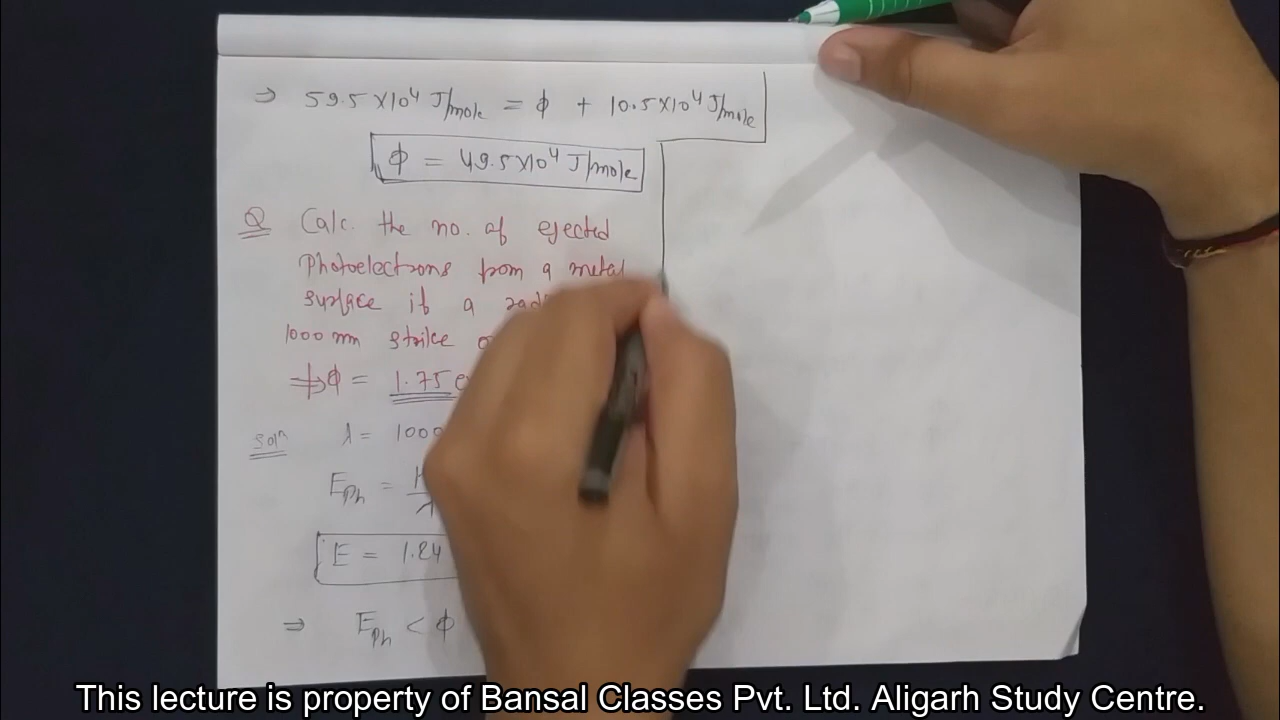 ⇒ 59.5 × 10⁴ J/mole = ϕ + 10.5 × 10⁴ J/mole
ϕ = 49.5 × 10⁴ J/mole
Q Calc. the no. of ejected
Photoelectrons from a metal
surface if a
1000 nm strike
⇒ ϕ = 1.75
Solⁿ λ = 1000
E_Ph =
E = 1.24
⇒ E_Ph < ϕ
This lecture is property of Bansal Classes Pvt. Ltd. Aligarh Study Centre.